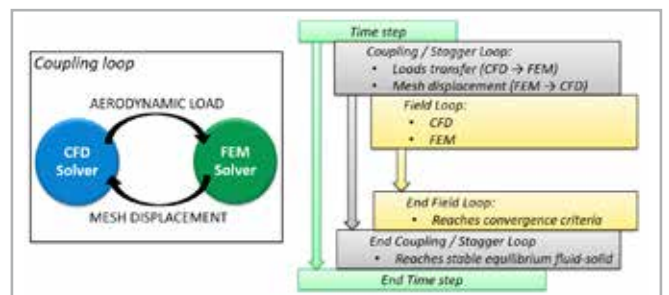 Coupling loop
AERODYNAMIC LOAD
CFD
Solver
FEM
Solver
MESH DISPLACEMENT
Time step
Coupling / Stagger Loop:
• Loads transfer (CFD → FEM)
• Mesh displacement (FEM → CFD)
Field Loop:
• CFD
• FEM
End Field Loop:
• Reaches convergence criteria
End Coupling / Stagger Loop
• Reaches stable equilibrium fluid-solid
End Time step